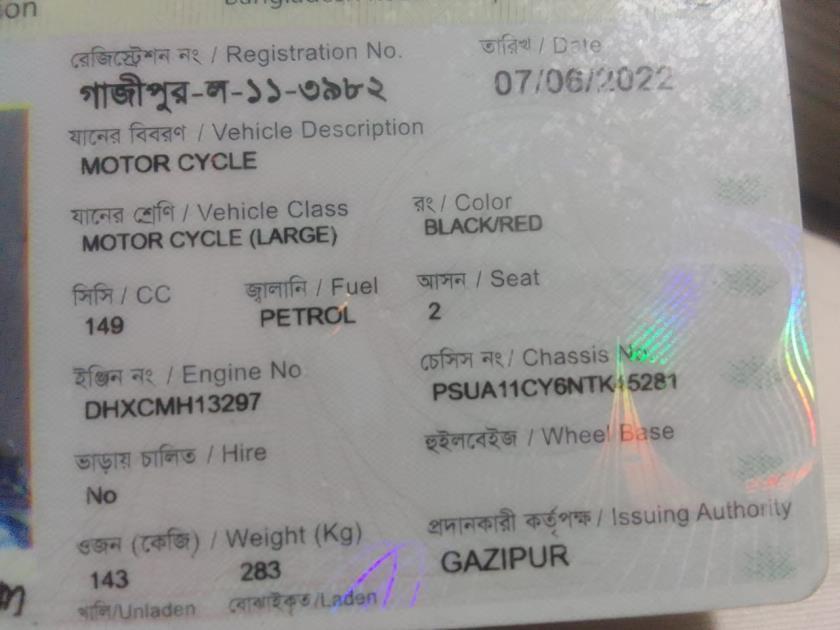 রেজিস্ট্রেশন নং / Registration No.
তারিখ / Date
গাজীপুর-ল-১১-৩৯৮২
07/06/2022
যানের বিবরণ / Vehicle Description
MOTOR CYCLE
যানের শ্রেণি / Vehicle Class
রং / Color
MOTOR CYCLE (LARGE)
BLACK/RED
সিসি / CC
জ্বালানি / Fuel
আসন / Seat
149
PETROL
2
ইঞ্জিন নং / Engine No
চেসিস নং / Chassis No.
DHXCMH13297
PSUA11CY6NTK45281
ভাড়ায় চালিত / Hire
হুইলবেইজ / Wheel Base
No
ওজন (কেজি) / Weight (Kg)
প্রদানকারী কর্তৃপক্ষ / Issuing Authority
143
283
GAZIPUR
খালি/Unladen
বোঝাইকৃত/Laden